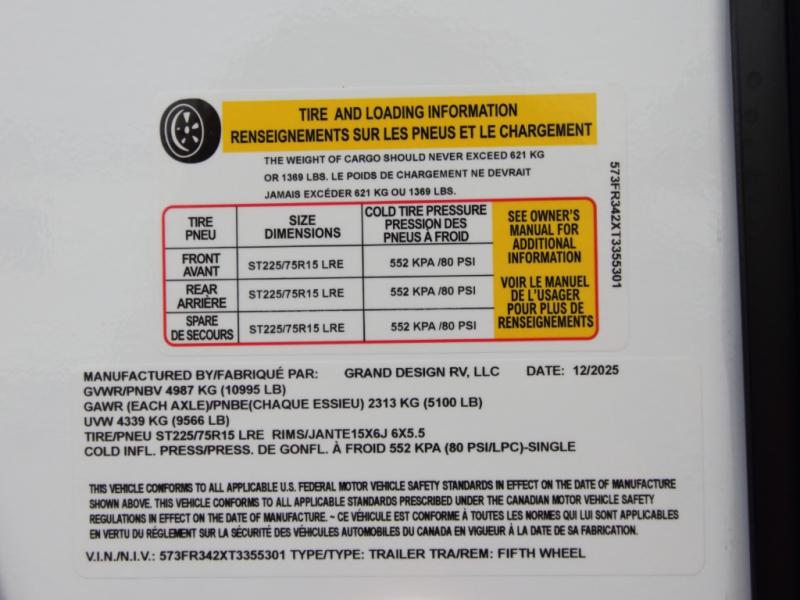 TIRE AND LOADING INFORMATION
RENSEIGNEMENTS SUR LES PNEUS ET LE CHARGEMENT
THE WEIGHT OF CARGO SHOULD NEVER EXCEED 621 KG
OR 1369 LBS. LE POIDS DE CHARGEMENT NE DEVRAIT
JAMAIS EXCÉDER 621 KG OU 1369 LBS.
TIRE
PNEU
SIZE
DIMENSIONS
COLD TIRE PRESSURE
PRESSION DES
PNEUS À FROID
FRONT
AVANT
ST225/75R15 LRE
552 KPA /80 PSI
REAR
ARRIÈRE
ST225/75R15 LRE
552 KPA /80 PSI
SPARE
DE SECOURS
ST225/75R15 LRE
552 KPA /80 PSI
SEE OWNER'S
MANUAL FOR
ADDITIONAL
INFORMATION
VOIR LE MANUEL
DE L'USAGER
POUR PLUS DE
RENSEIGNEMENTS
573FR342XT3355301
MANUFACTURED BY/FABRIQUÉ PAR: GRAND DESIGN RV, LLC DATE: 12/2025
GVWR/PNBV 4987 KG (10995 LB)
GAWR (EACH AXLE)/PNBE(CHAQUE ESSIEU) 2313 KG (5100 LB)
UVW 4339 KG (9566 LB)
TIRE/PNEU ST225/75R15 LRE RIMS/JANTE15X6J 6X5.5
COLD INFL. PRESS/PRESS. DE GONFL. À FROID 552 KPA (80 PSI/LPC)-SINGLE
THIS VEHICLE CONFORMS TO ALL APPLICABLE U.S. FEDERAL MOTOR VEHICLE SAFETY STANDARDS IN EFFECT ON THE DATE OF MANUFACTURE
SHOWN ABOVE. THIS VEHICLE CONFORMS TO ALL APPLICABLE STANDARDS PRESCRIBED UNDER THE CANADIAN MOTOR VEHICLE SAFETY
REGULATIONS IN EFFECT ON THE DATE OF MANUFACTURE. ~ CE VÉHICULE EST CONFORME À TOUTES LES NORMES QUI LUI SONT APPLICABLES
EN VERTU DU RÉGLEMENT SUR LA SÉCURITÉ DES VÉHICULES AUTOMOBILES DU CANADA EN VIGUEUR À LA DATE DE SA FABRICATION.
V.I.N./N.I.V.: 573FR342XT3355301 TYPE/TYPE: TRAILER TRA/REM: FIFTH WHEEL